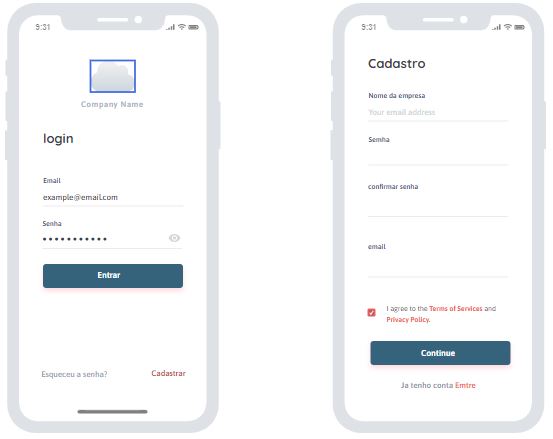 9:31
Company Name
login
Email
example@email.com
Senha
Entrar
Esqueceu a senha?
Cadastrar
9:31
Cadastro
Nome da empresa
Your email address
Semha
confirmar senha
email
I agree to the Terms of Services and
Privacy Policy.
Continue
Ja tenho conta Emtre